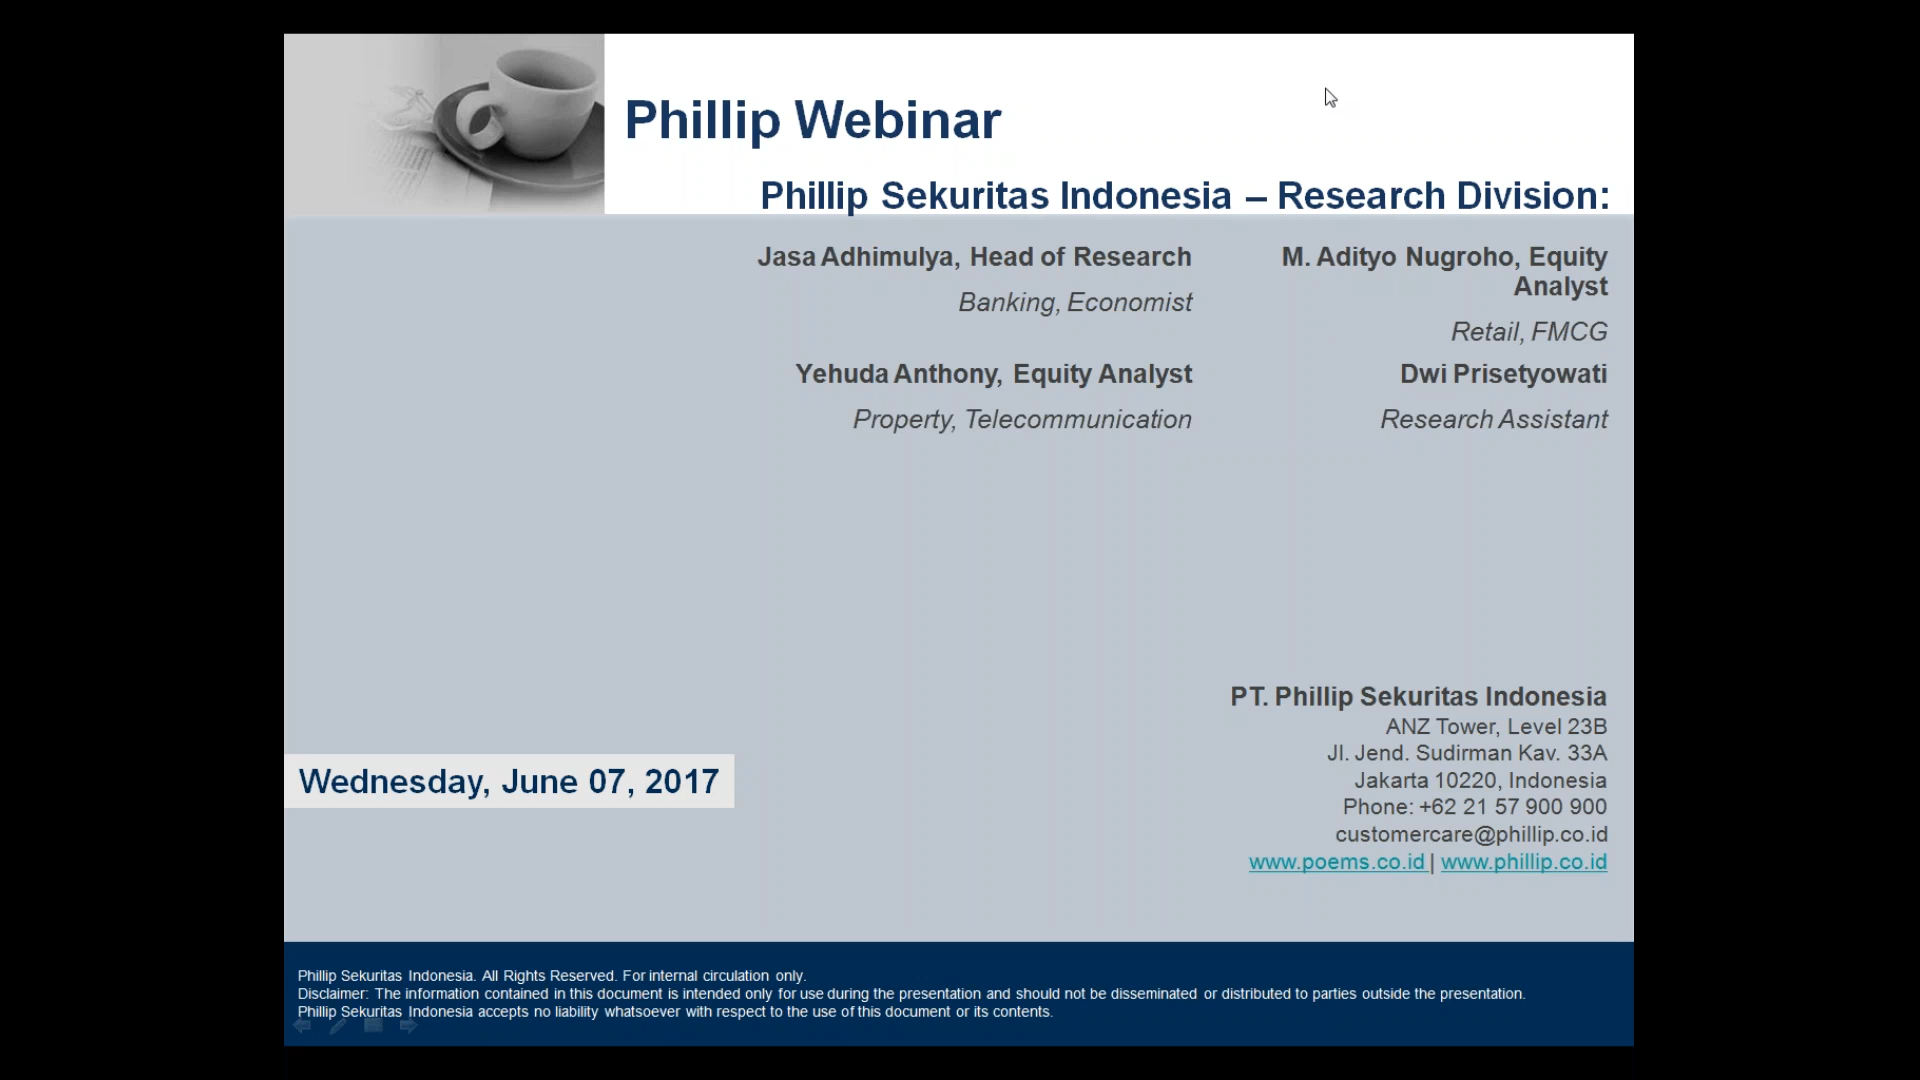 Phillip Webinar
Phillip Sekuritas Indonesia – Research Division:
Jasa Adhimulya, Head of Research
Banking, Economist
M. Adityo Nugroho, Equity
Analyst
Retail, FMCG
Yehuda Anthony, Equity Analyst
Property, Telecommunication
Dwi Prisetyowati
Research Assistant
PT. Phillip Sekuritas Indonesia
ANZ Tower, Level 23B
Jl. Jend. Sudirman Kav. 33A
Jakarta 10220, Indonesia
Phone: +62 21 57 900 900
customercare@phillip.co.id
www.poems.co.id | www.phillip.co.id
Wednesday, June 07, 2017
Phillip Sekuritas Indonesia. All Rights Reserved. For internal circulation only.
Disclaimer: The information contained in this document is intended only for use during the presentation and should not be disseminated or distributed to parties outside the presentation.
Phillip Sekuritas Indonesia accepts no liability whatsoever with respect to the use of this document or its contents.